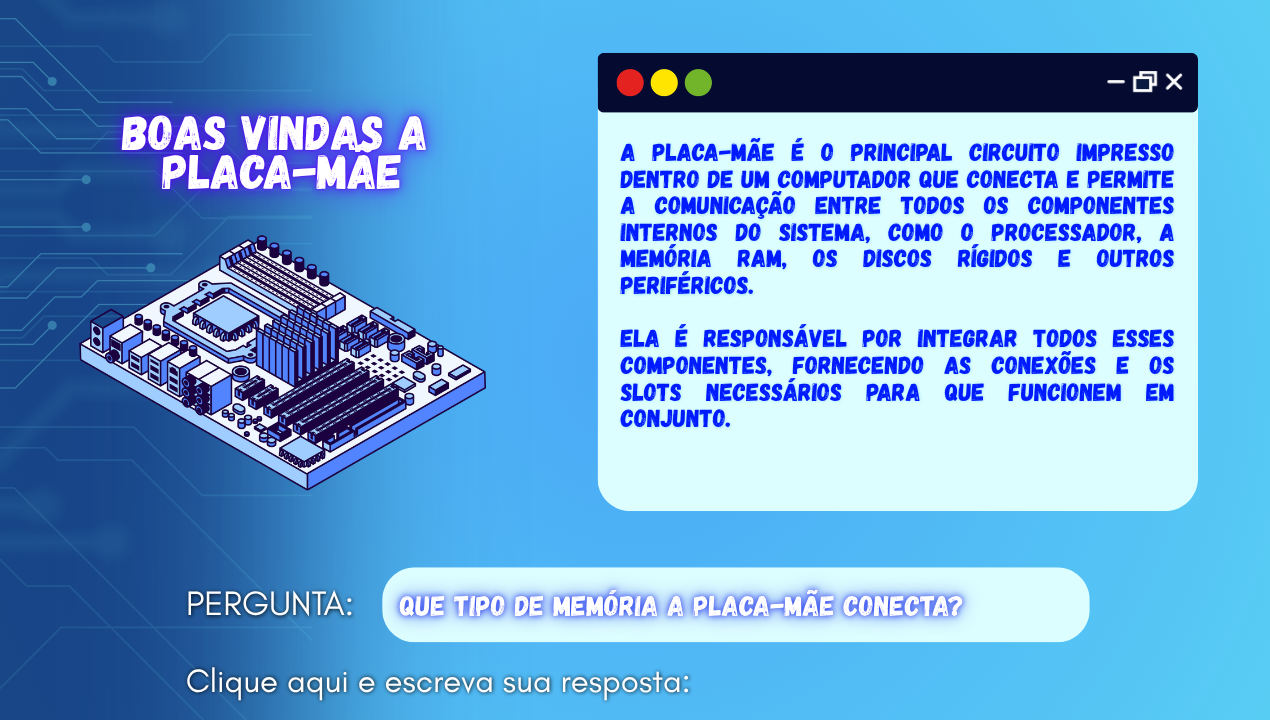 BOAS VINDAS A
PLACA-MÃE
A PLACA-MÃE É O PRINCIPAL CIRCUITO IMPRESSO
DENTRO DE UM COMPUTADOR QUE CONECTA E PERMITE
A COMUNICAÇÃO ENTRE TODOS OS COMPONENTES
INTERNOS DO SISTEMA, COMO O PROCESSADOR, A
MEMÓRIA RAM, OS DISCOS RÍGIDOS E OUTROS
PERIFÉRICOS.
ELA É RESPONSÁVEL POR INTEGRAR TODOS ESSES
COMPONENTES, FORNECENDO AS CONEXÕES E OS
SLOTS NECESSÁRIOS PARA QUE FUNCIONEM EM
CONJUNTO.
PERGUNTA:
QUE TIPO DE MEMÓRIA A PLACA-MÃE CONECTA?
Clique aqui e escreva sua resposta: